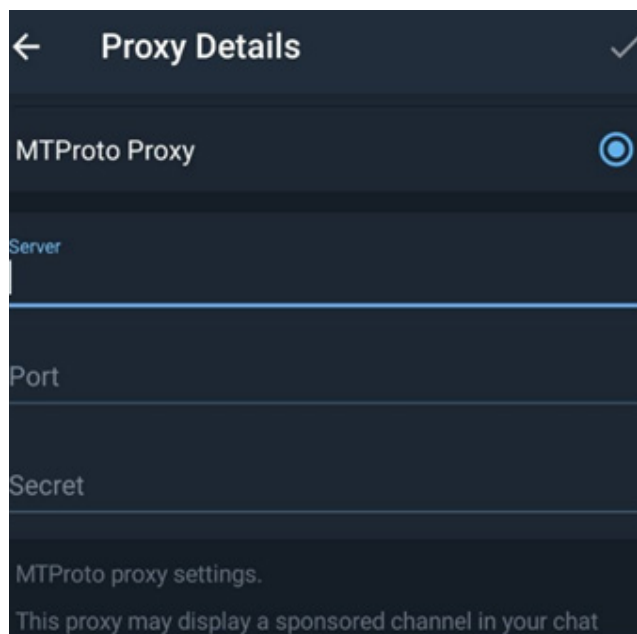 Proxy Details
MTProto Proxy
Server
Port
Secret
MTProto proxy settings.
This proxy may display a sponsored channel in your chat